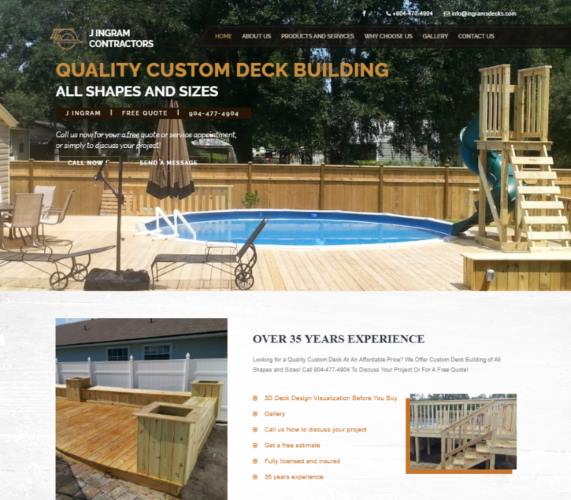 +904-477-4904 info@ingramsdecks.com
J INGRAM
CONTRACTORS
HOME ABOUT US PRODUCTS AND SERVICES WHY CHOOSE US GALLERY CONTACT US
QUALITY CUSTOM DECK BUILDING
ALL SHAPES AND SIZES
J INGRAM | FREE QUOTE | 904-477-4904
Call us now for your a free quote or service appointment,
or simply to discuss your project!
CALL NOW SEND A MESSAGE
OVER 35 YEARS EXPERIENCE
Looking for a Quality Custom Deck At An Affordable Price? We Offer Custom Deck Building of All
Shapes and Sizes! Call 904-477-4904 To Discuss Your Project Or For A Free Quote!
3D Deck Design Visualization Before You Buy
Gallery
Call us Now to discuss your project
Get a free estimate
Fully licensed and insured
35 years experience